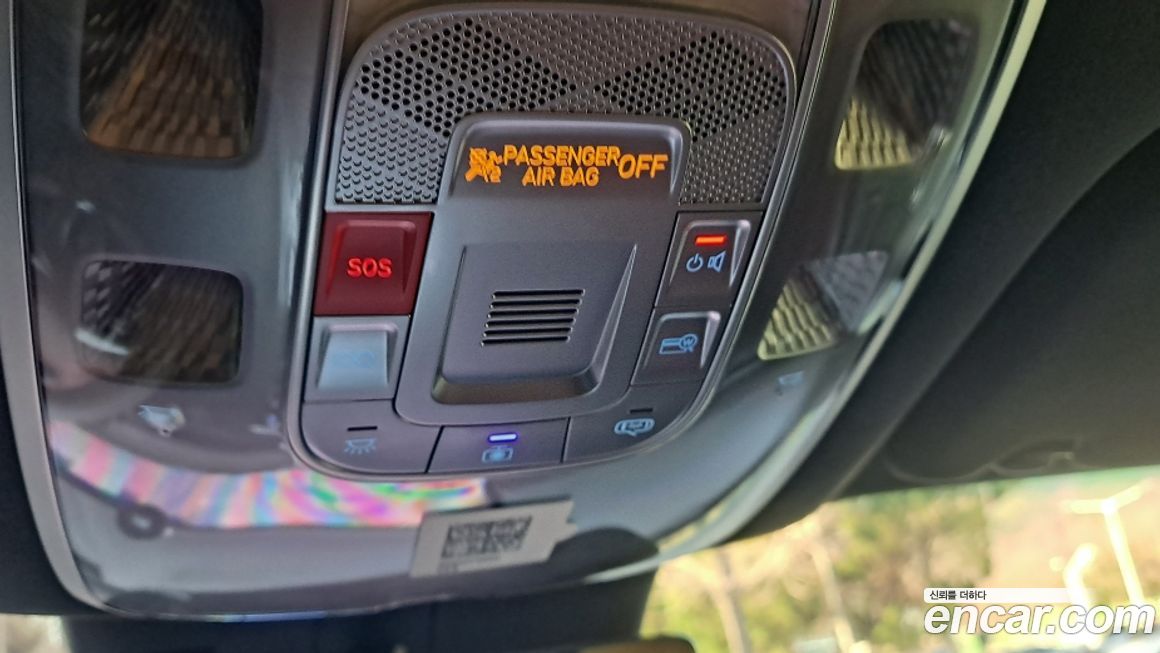 PASSENGER
AIR BAG
OFF
SOS
신뢰를 더하다
encar.com